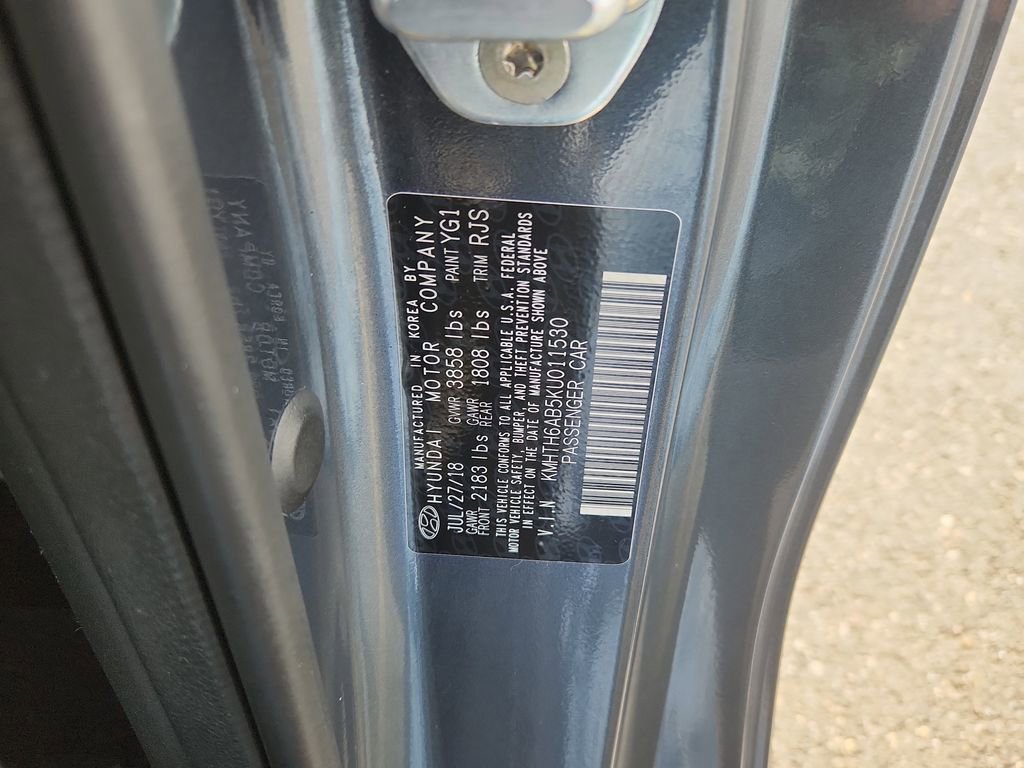 MANUFACTURED IN KOREA BY
HYUNDAI MOTOR COMPANY
JUL/27/18 GVWR 3858 lbs PAINT YG1
GAWR FRONT 2183 lbs GAWR REAR 1808 lbs TRIM RJS
THIS VEHICLE CONFORMS TO ALL APPLICABLE U.S.A. FEDERAL
MOTOR VEHICLE SAFETY, BUMPER, AND THEFT PREVENTION STANDARDS
IN EFFECT ON THE DATE OF MANUFACTURE SHOWN ABOVE
V.I.N. KMHTH6AB5KU011530
PASSENGER CAR